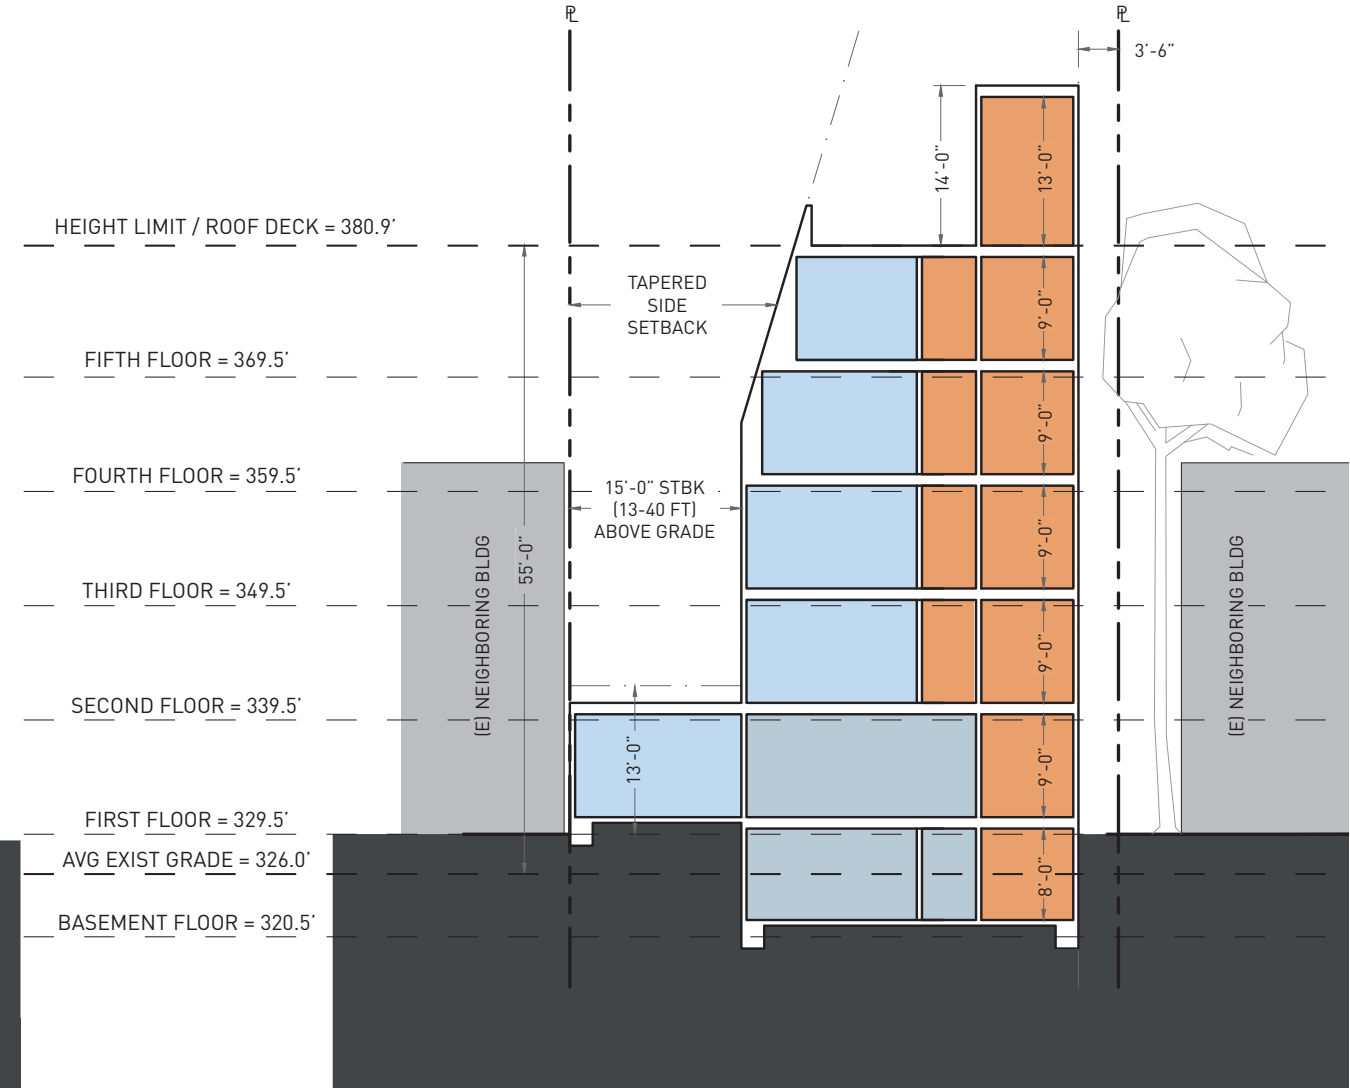 PL
PL
3'-6"
14'-0"
13'-0"
HEIGHT LIMIT / ROOF DECK = 380.9'
TAPERED
SIDE
SETBACK
9'-0"
FIFTH FLOOR = 369.5'
9'-0"
FOURTH FLOOR = 359.5'
15'-0" STBK
(13-40 FT)
ABOVE GRADE
55'-0"
9'-0"
(E) NEIGHBORING BLDG
(E) NEIGHBORING BLDG
THIRD FLOOR = 349.5'
9'-0"
SECOND FLOOR = 339.5'
13'-0"
9'-0"
FIRST FLOOR = 329.5'
AVG EXIST GRADE = 326.0'
8'-0"
BASEMENT FLOOR = 320.5'